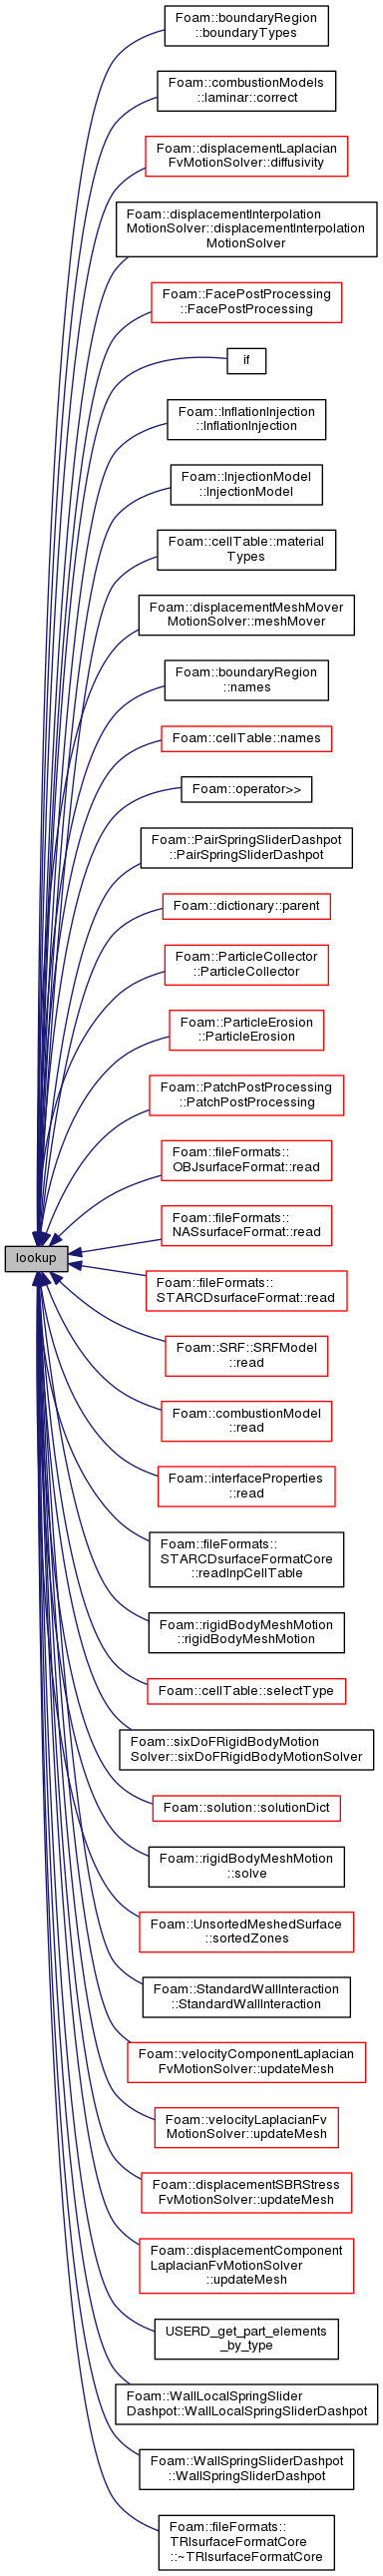 Foam::boundaryRegion
::boundaryTypes
Foam::combustionModels
::laminar::correct
Foam::displacementLaplacian
FvMotionSolver::diffusivity
Foam::displacementInterpolation
MotionSolver::displacementInterpolation
MotionSolver
Foam::FacePostProcessing
::FacePostProcessing
if
Foam::InflationInjection
::InflationInjection
Foam::InjectionModel
::InjectionModel
Foam::cellTable::material
Types
Foam::displacementMeshMover
MotionSolver::meshMover
Foam::boundaryRegion
::names
Foam::cellTable::names
Foam::operator>>
Foam::PairSpringSliderDashpot
::PairSpringSliderDashpot
Foam::dictionary::parent
Foam::ParticleCollector
::ParticleCollector
Foam::ParticleErosion
::ParticleErosion
Foam::PatchPostProcessing
::PatchPostProcessing
Foam::fileFormats::
OBJsurfaceFormat::read
Foam::fileFormats::
NASsurfaceFormat::read
lookup
Foam::fileFormats::
STARCDsurfaceFormat::read
Foam::SRF::SRFModel
::read
Foam::combustionModel
::read
Foam::interfaceProperties
::read
Foam::fileFormats::
STARCDsurfaceFormatCore
::readInpCellTable
Foam::rigidBodyMeshMotion
::rigidBodyMeshMotion
Foam::cellTable::selectType
Foam::sixDoFRigidBodyMotion
Solver::sixDoFRigidBodyMotionSolver
Foam::solution::solutionDict
Foam::rigidBodyMeshMotion
::solve
Foam::UnsortedMeshedSurface
::sortedZones
Foam::StandardWallInteraction
::StandardWallInteraction
Foam::velocityComponentLaplacian
FvMotionSolver::updateMesh
Foam::velocityLaplacianFv
MotionSolver::updateMesh
Foam::displacementSBRStress
FvMotionSolver::updateMesh
Foam::displacementComponent
LaplacianFvMotionSolver
::updateMesh
USERD_get_part_elements
_by_type
Foam::WallLocalSpringSlider
Dashpot::WallLocalSpringSliderDashpot
Foam::WallSpringSliderDashpot
::WallSpringSliderDashpot
Foam::fileFormats::
TRIsurfaceFormatCore
::~TRIsurfaceFormatCore